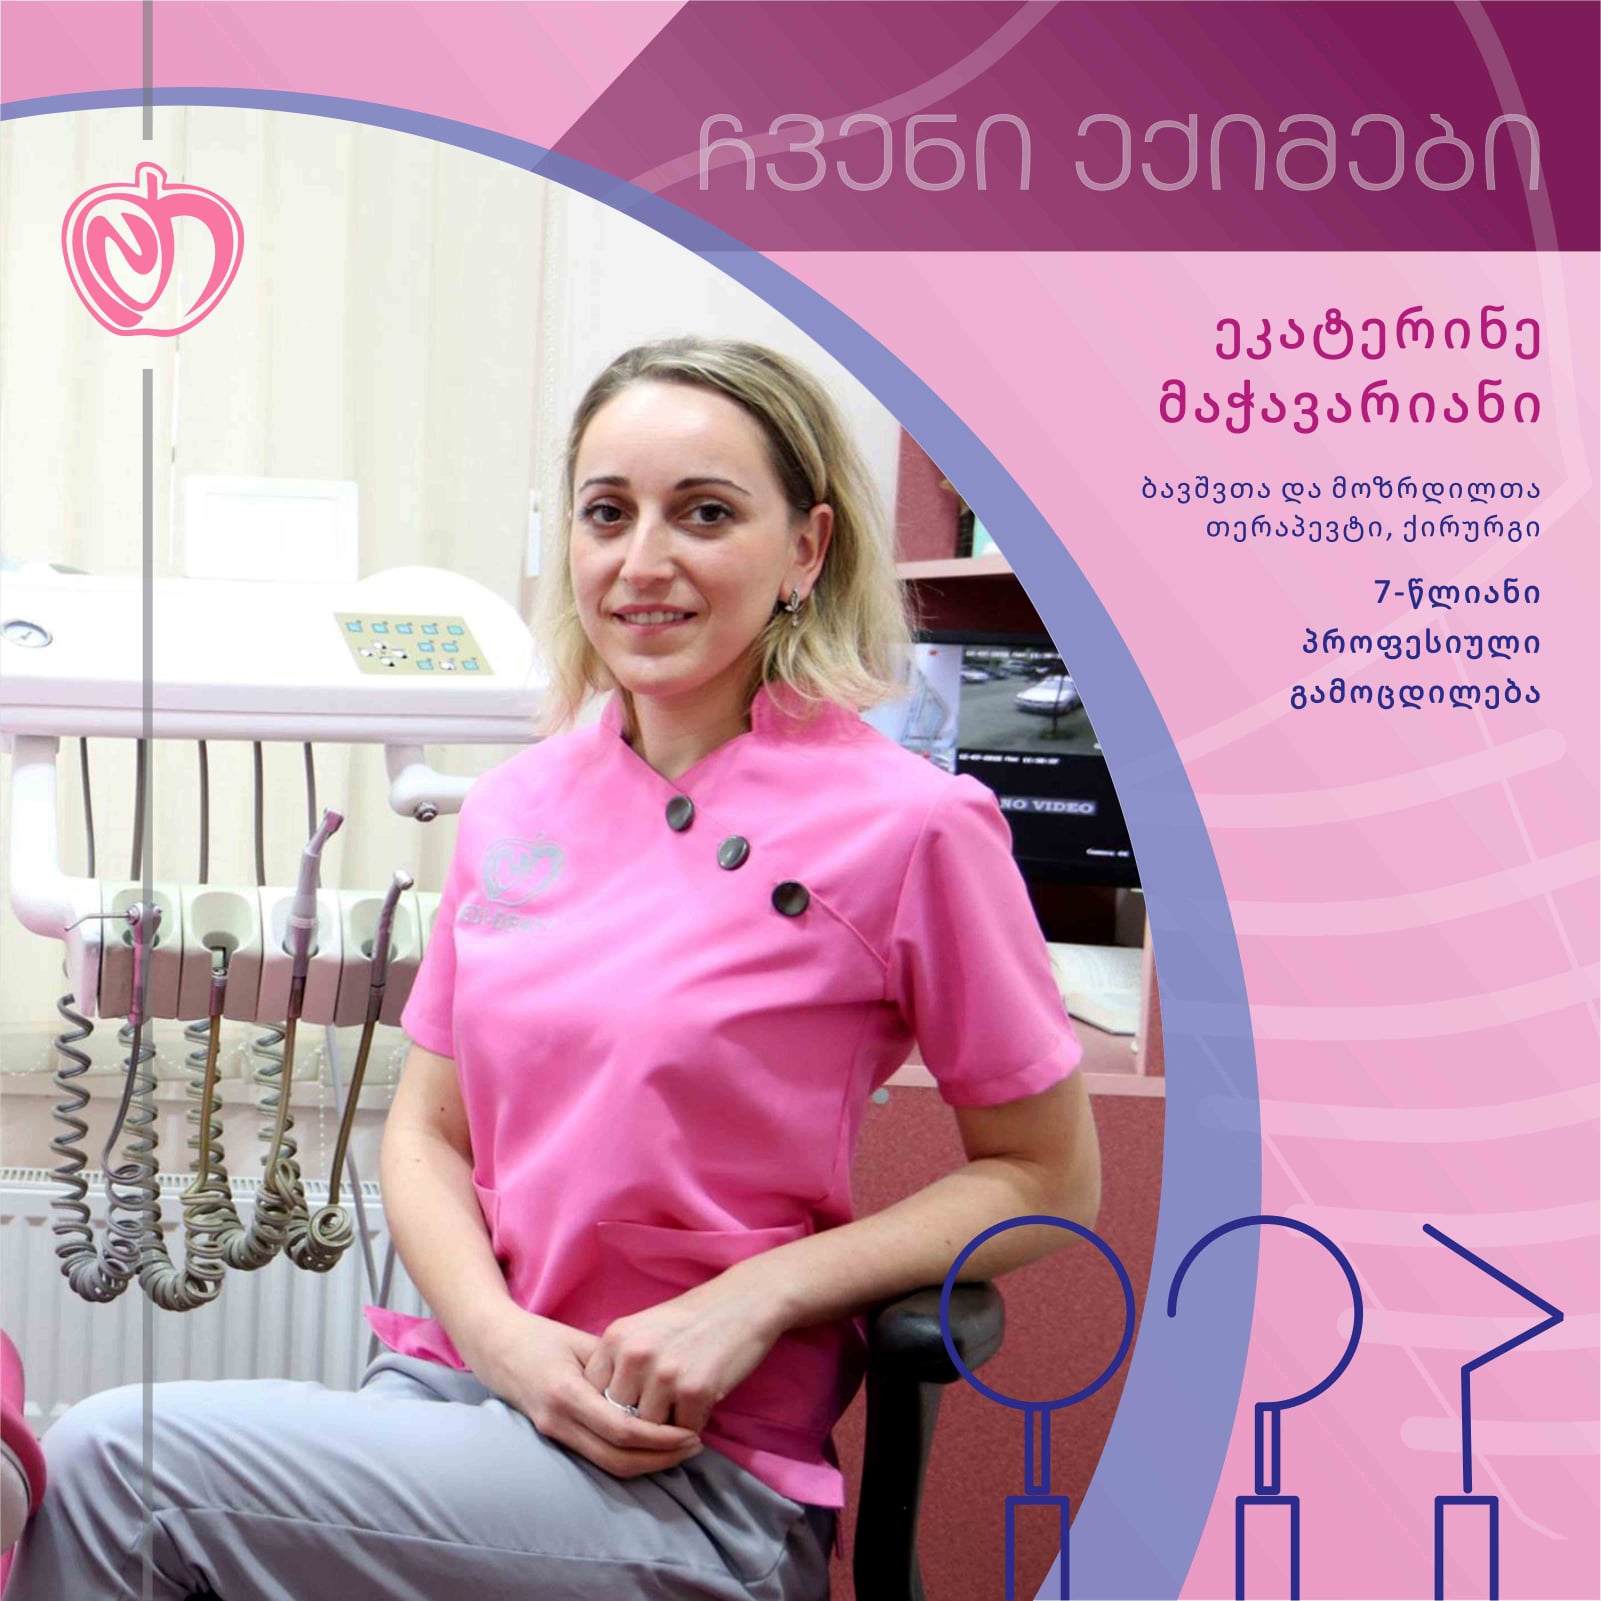 ჩვენი ექიმები
ეკატერინე
მაჭავარიანი
ბავშვთა და მოზრდილთა
თერაპევტი, ქირურგი
7-წლიანი
პროფესიული
გამოცდილება
NO VIDEO